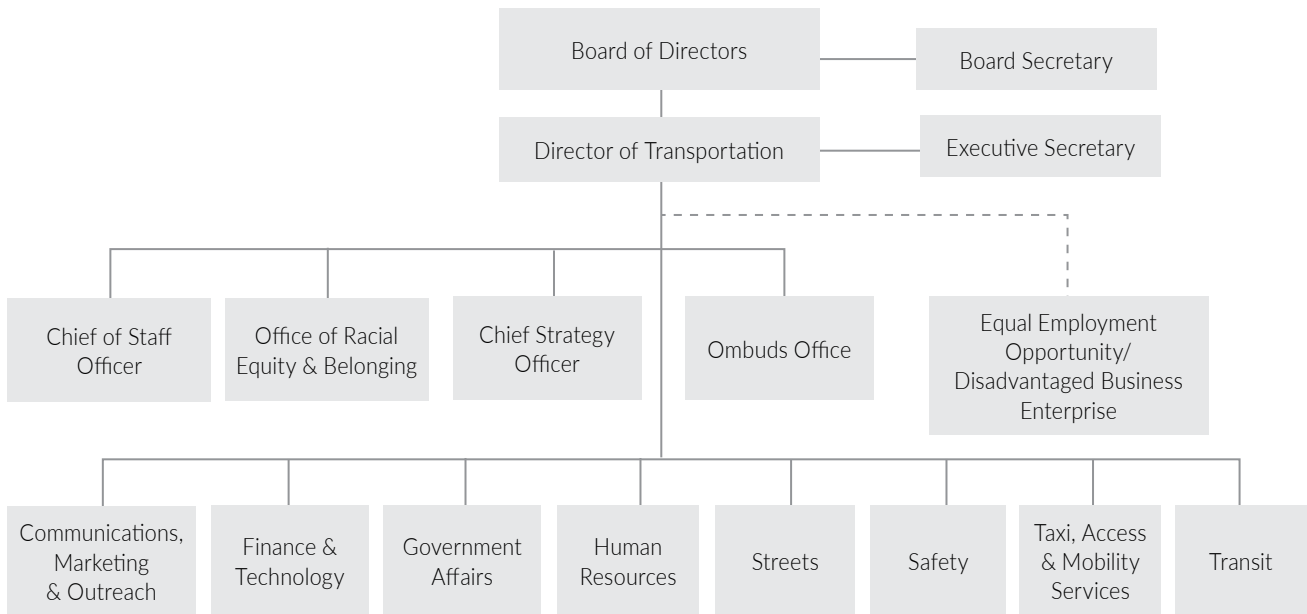 Board of Directors
Board Secretary
Director of Transportation
Executive Secretary
Chief of Staff
Officer
Office of Racial
Equity & Belonging
Chief Strategy
Officer
Ombuds Office
Equal Employment
Opportunity/
Disadvantaged Business
Enterprise
Communications,
Marketing
& Outreach
Finance &
Technology
Government
Affairs
Human
Resources
Streets
Safety
Taxi, Access
& Mobility
Services
Transit